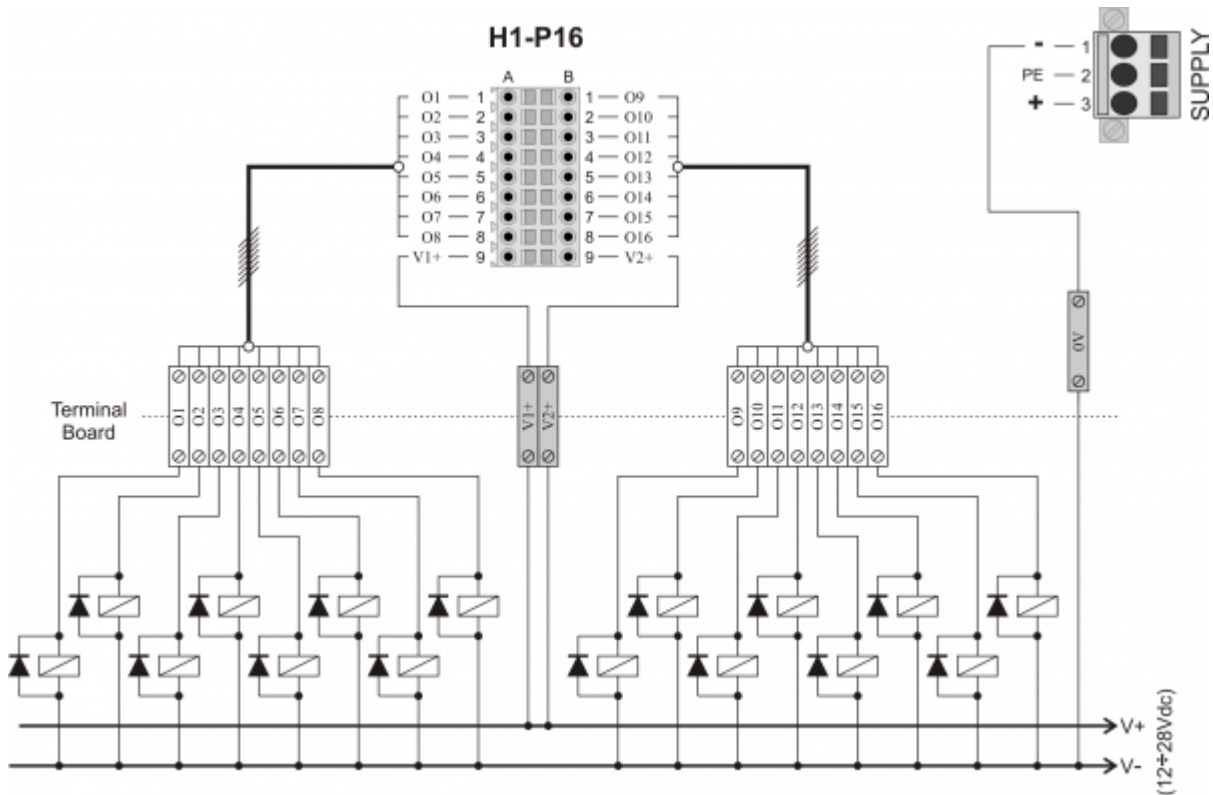 H1-P16
A B
O1 1 1 O9
O2 2 2 O10
O3 3 3 O11
O4 4 4 O12
O5 5 5 O13
O6 6 6 O14
O7 7 7 O15
O8 8 8 O16
V1+ 9 9 V2+
- 1
PE 2
+ 3
SUPPLY
0V
Terminal
Board
O1 O2 O3 O4 O5 O6 O7 O8
V1+ V2+
O9 O10 O11 O12 O13 O14 O15 O16
V+
V-
(12÷28Vdc)